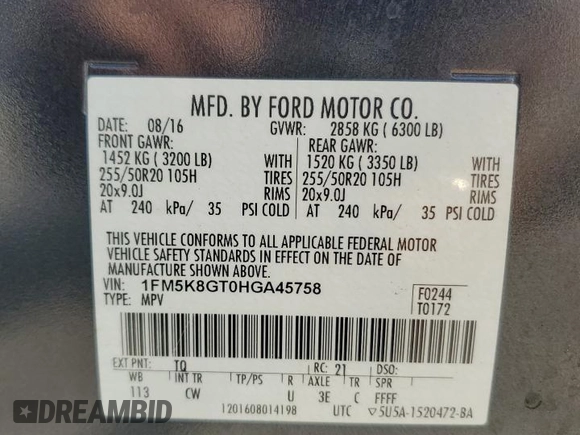 MFD. BY FORD MOTOR CO.
DATE: 08/16 GVWR: 2858 KG ( 6300 LB)
FRONT GAWR: REAR GAWR:
1452 KG ( 3200 LB) WITH 1520 KG ( 3350 LB) WITH
255/50R20 105H TIRES 255/50R20 105H TIRES
20x9.0J RIMS 20x9.0J RIMS
AT 240 kPa/ 35 PSI COLD AT 240 kPa/ 35 PSI COLD
THIS VEHICLE CONFORMS TO ALL APPLICABLE FEDERAL MOTOR
VEHICLE SAFETY STANDARDS IN EFFECT ON THE DATE OF
MANUFACTURE SHOWN ABOVE.
VIN: 1FM5K8GT0HGA45758
TYPE: MPV
F0244
T0172
EXT PNT: TQ RC: 21 DSO:
WB INT TR TP/PS R AXLE TR SPR
113 CW U 3E C FFFF
1201608014198 UTC ▽5U5A-1520472-BA
BIDFAX